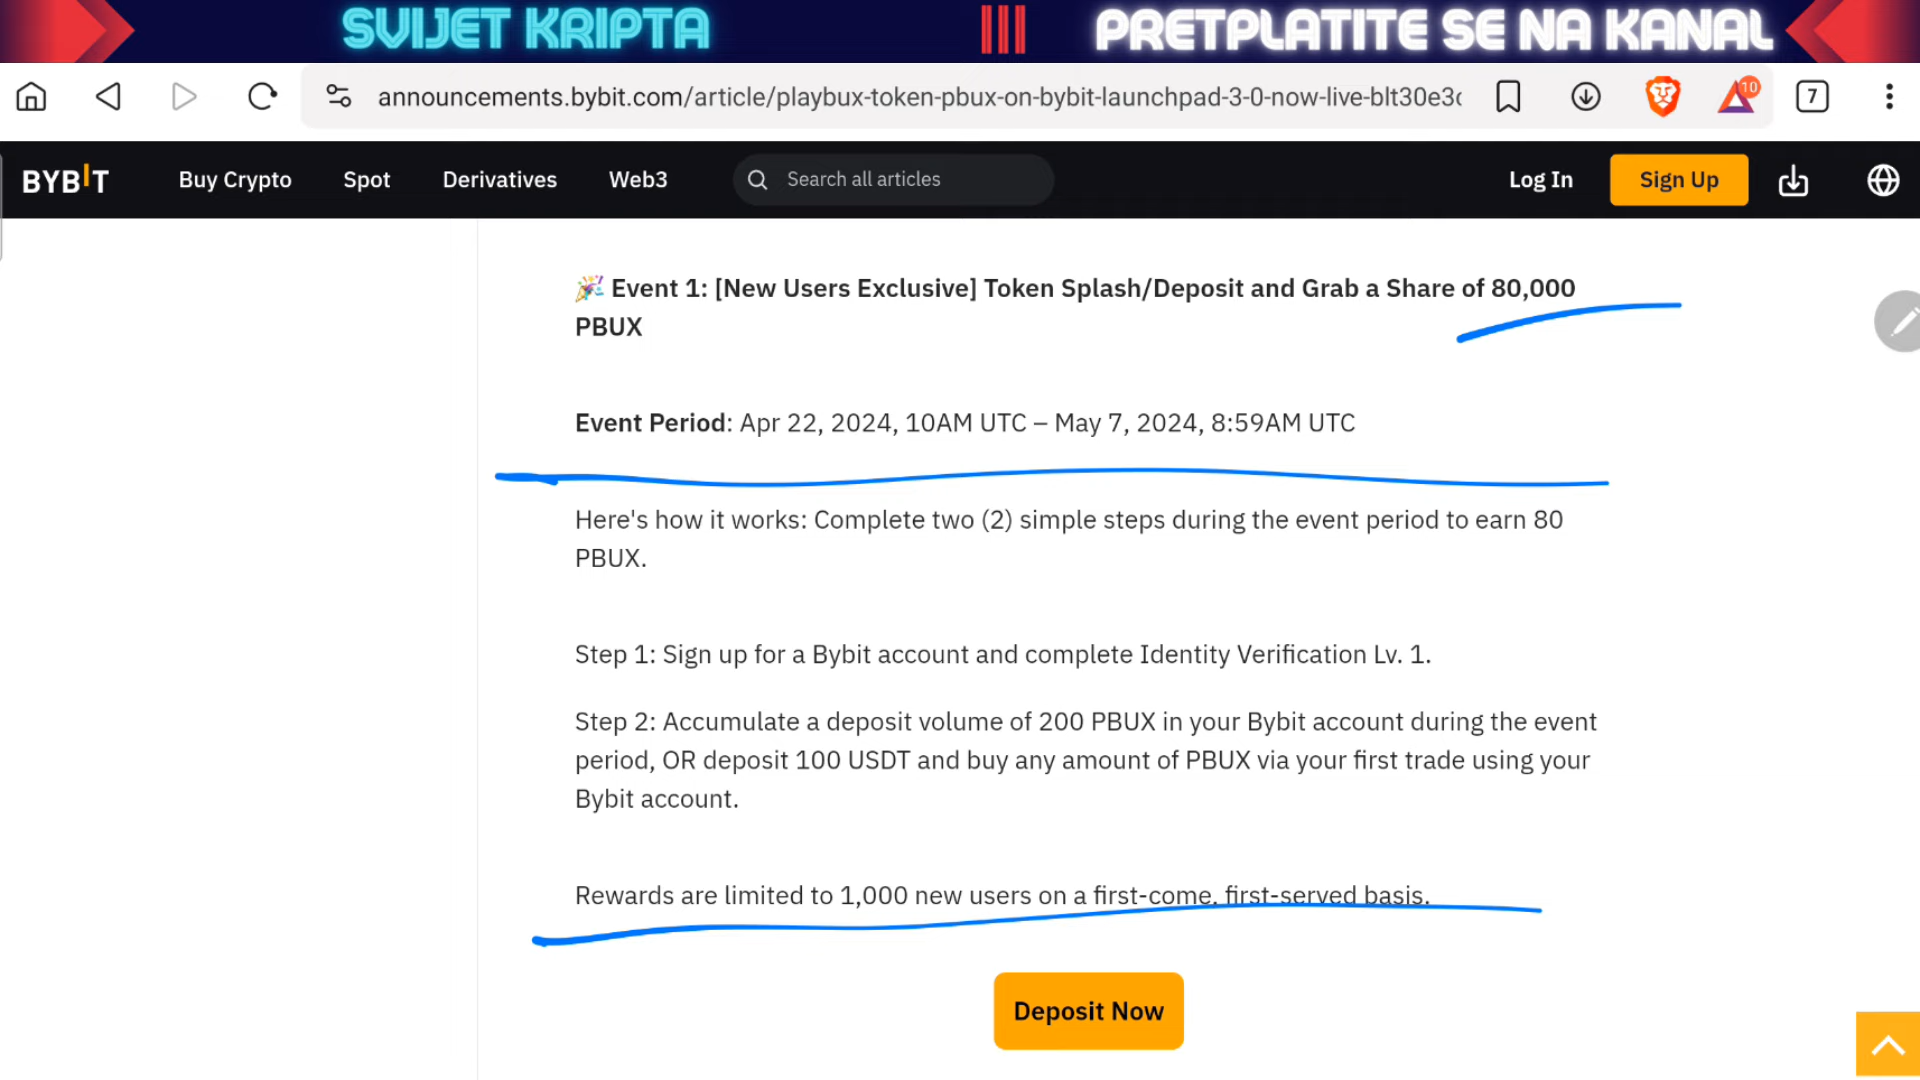 SVIJET KRIPTA
PRETPLATITE SE NA KANAL
announcements.bybit.com/article/playbux-token-pbux-on-bybit-launchpad-3-0-now-live-blt30e3c
10
7
BYBIT
Buy Crypto
Spot
Derivatives
Web3
Search all articles
Log In
Sign Up
🎉 Event 1: [New Users Exclusive] Token Splash/Deposit and Grab a Share of 80,000
PBUX
Event Period: Apr 22, 2024, 10AM UTC – May 7, 2024, 8:59AM UTC
Here's how it works: Complete two (2) simple steps during the event period to earn 80
PBUX.
Step 1: Sign up for a Bybit account and complete Identity Verification Lv. 1.
Step 2: Accumulate a deposit volume of 200 PBUX in your Bybit account during the event
period, OR deposit 100 USDT and buy any amount of PBUX via your first trade using your
Bybit account.
Rewards are limited to 1,000 new users on a first-come, first-served basis.
Deposit Now